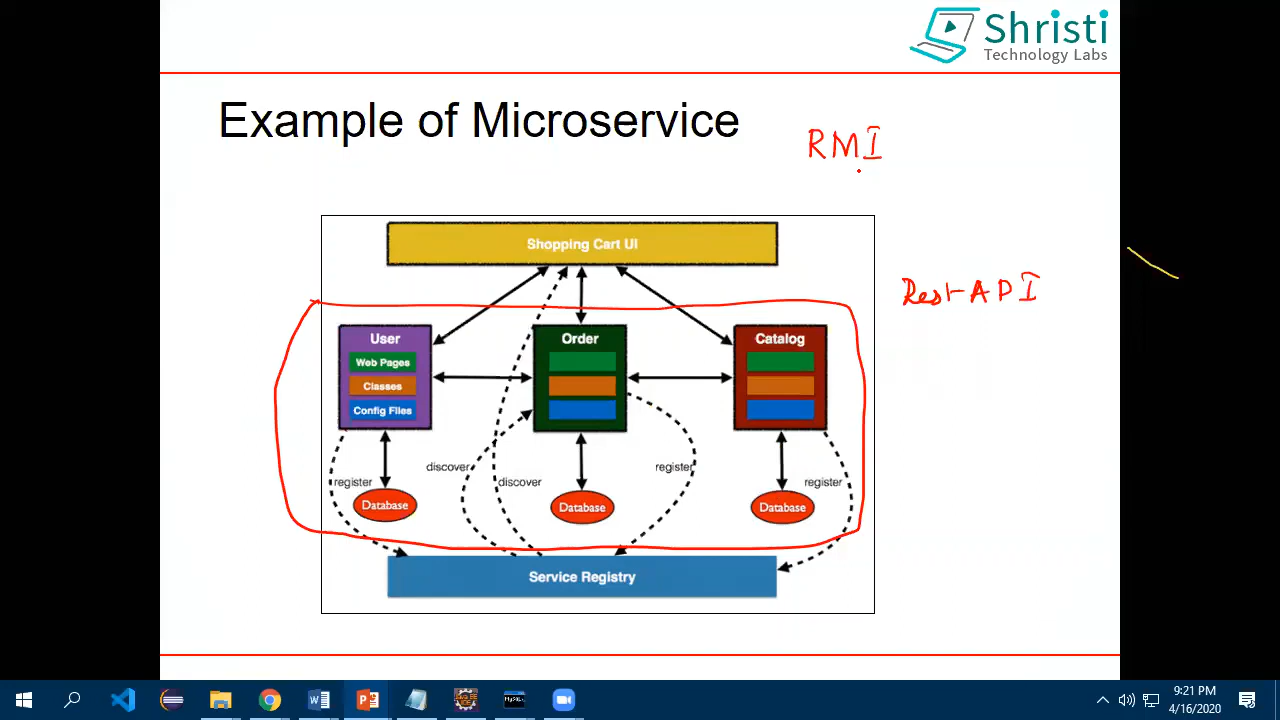 Shristi
Technology Labs
Example of Microservice
RMI
Shopping Cart UI
Rest API
User
Order
Catalog
Web Pages
Classes
Config Files
discover
register
discover
register
register
Database
Database
Database
Service Registry
9:21 PM
4/16/2020